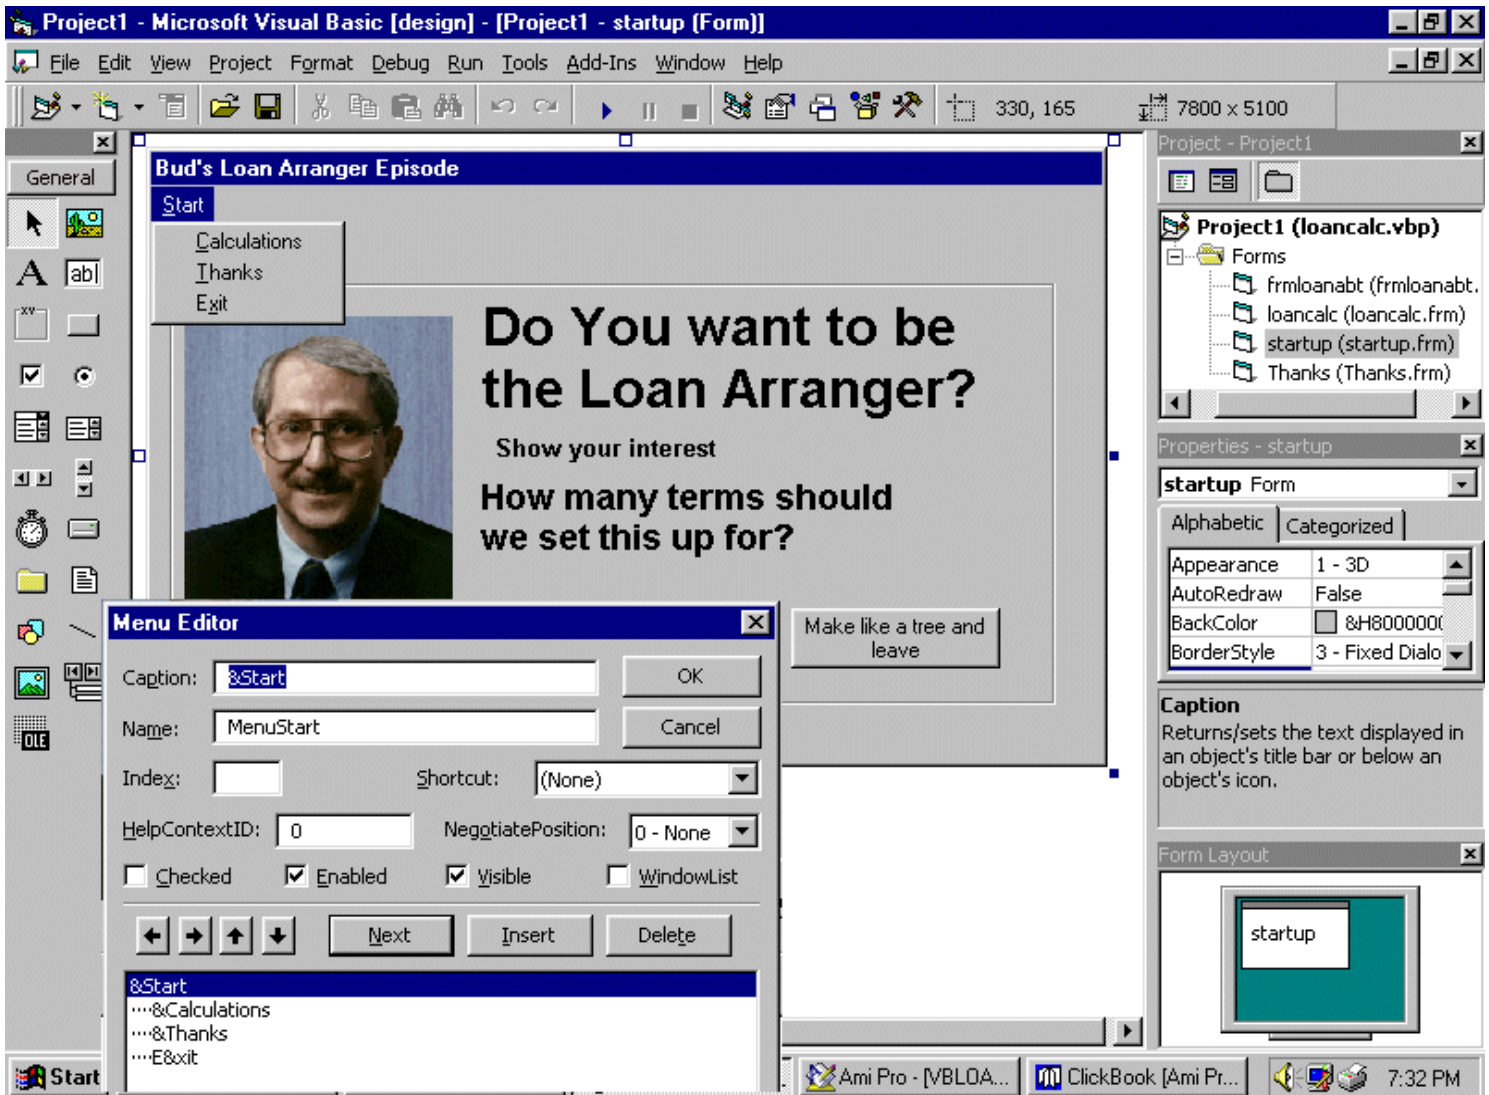 Project1 - Microsoft Visual Basic [design] - [Project1 - startup (Form)]
File Edit View Project Format Debug Run Tools Add-Ins Window Help
330, 165 7800 x 5100
General
A ab|
xv
OLE
Bud's Loan Arranger Episode
Start
Calculations
Thanks
Exit
Do You want to be
the Loan Arranger?
Show your interest
How many terms should
we set this up for?
Make like a tree and
leave
Menu Editor
Caption: &Start OK
Name: MenuStart Cancel
Index: Shortcut: (None)
HelpContextID: 0 NegotiatePosition: 0 - None
Checked Enabled Visible WindowList
Next Insert Delete
&Start
····&Calculations
····&Thanks
····E&xit
Project - Project1
Project1 (loancalc.vbp)
Forms
frmloanabt (frmloanabt.
loancalc (loancalc.frm)
startup (startup.frm)
Thanks (Thanks.frm)
Properties - startup
startup Form
Alphabetic Categorized
Appearance 1 - 3D
AutoRedraw False
BackColor &H8000000
BorderStyle 3 - Fixed Dialo
Caption
Returns/sets the text displayed in
an object's title bar or below an
object's icon.
Form Layout
startup
Start Ami Pro - [VBLOA... ClickBook [Ami Pr... 7:32 PM